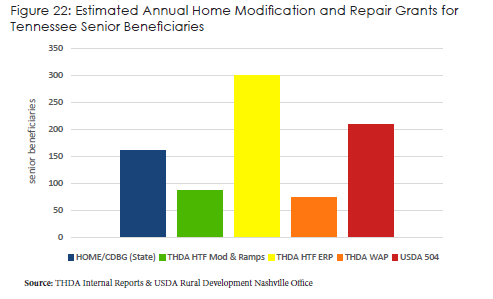 Figure 22: Estimated Annual Home Modification and Repair Grants for
Tennessee Senior Beneficiaries
350
300
250
200
150
100
50
0
senior beneficiaries
HOME/CDBG (State) THDA HTF Mod & Ramps THDA HTF ERP THDA WAP USDA 504
Source: THDA Internal Reports & USDA Rural Development Nashville Office